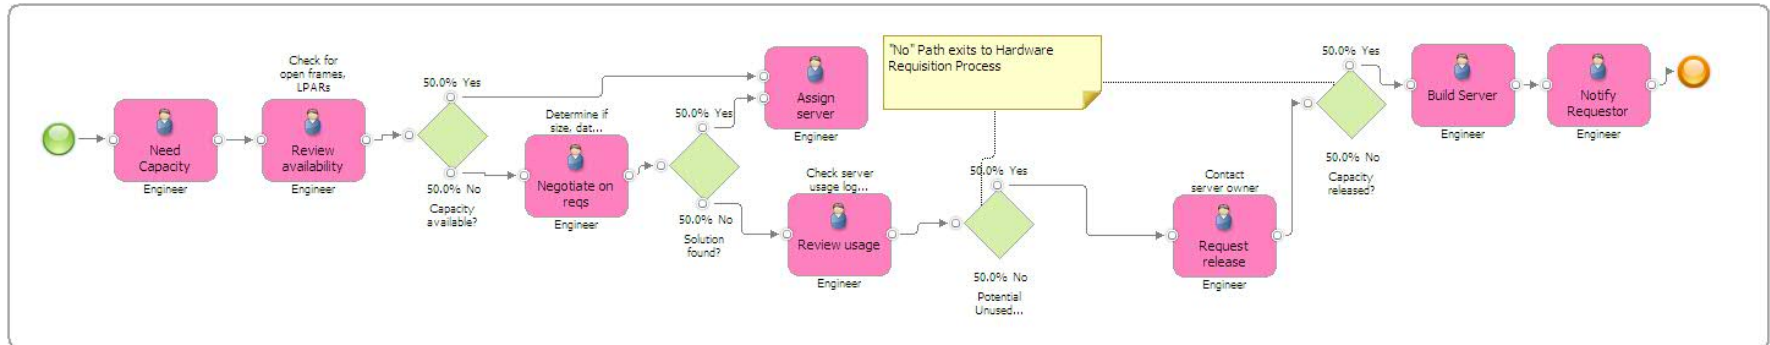 Need
Capacity
Engineer
Check for
open frames,
LPARs
Review
availability
Engineer
50.0% Yes
50.0% No
Capacity
available?
Determine if
size, dat...
Negotiate on
reqs
Engineer
50.0% Yes
50.0% No
Solution
found?
Assign
server
Engineer
Check server
usage log...
Review usage
Engineer
"No" Path exits to Hardware
Requisition Process
50.0% Yes
50.0% No
Potential
Unused...
Contact
server owner
Request
release
Engineer
50.0% Yes
50.0% No
Capacity
released?
Build Server
Engineer
Notify
Requestor
Engineer